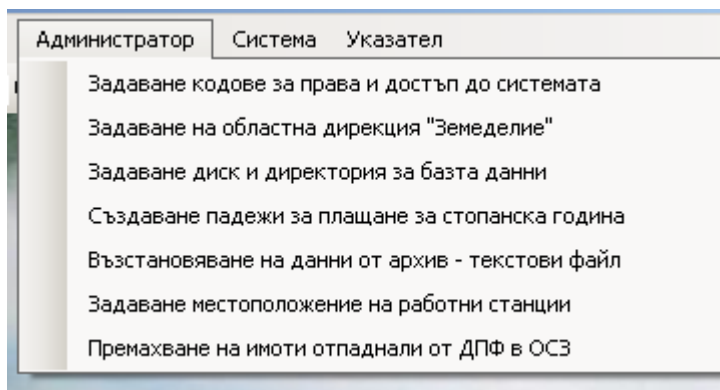 Администратор Система Указател
Задаване кодове за права и достъп до системата
Задаване на областна дирекция "Земеделие"
Задаване диск и директория за базта данни
Създаване падежи за плащане за стопанска година
Възстановяване на данни от архив - текстови файл
Задаване местоположение на работни станции
Премахване на имоти отпаднали от ДПФ в ОСЗ